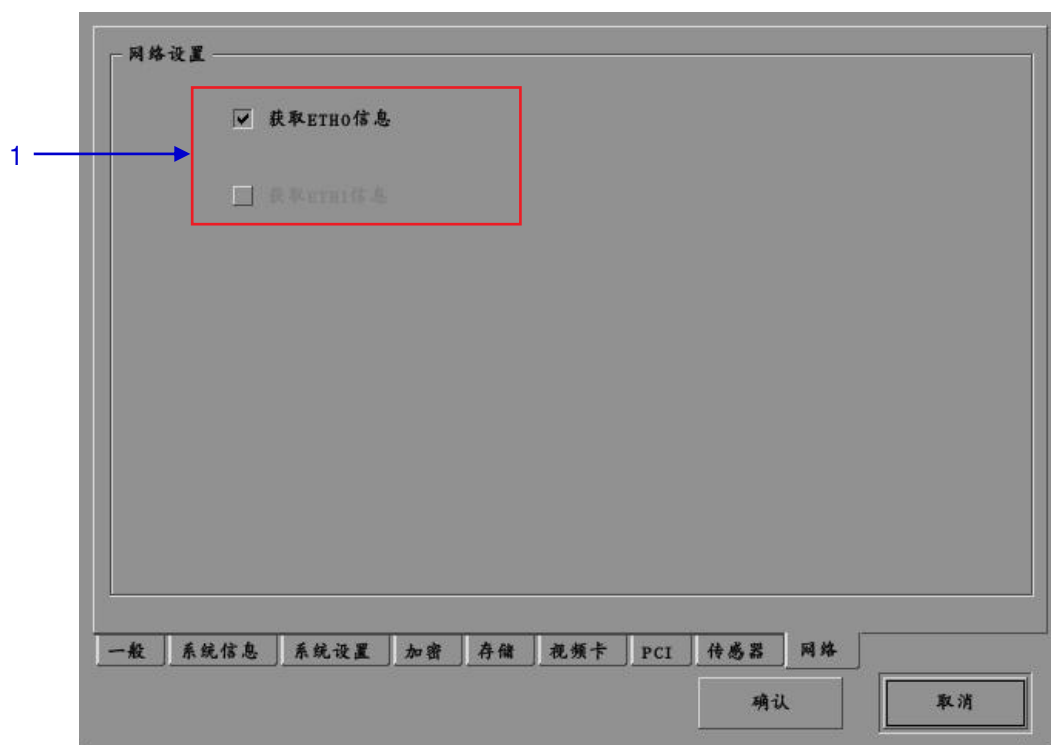 网络设置
获取ETH0信息
1
获取ETH1信息
一般 系统信息 系统设置 加密 存储 视频卡 PCI 传感器 网络
确认 取消